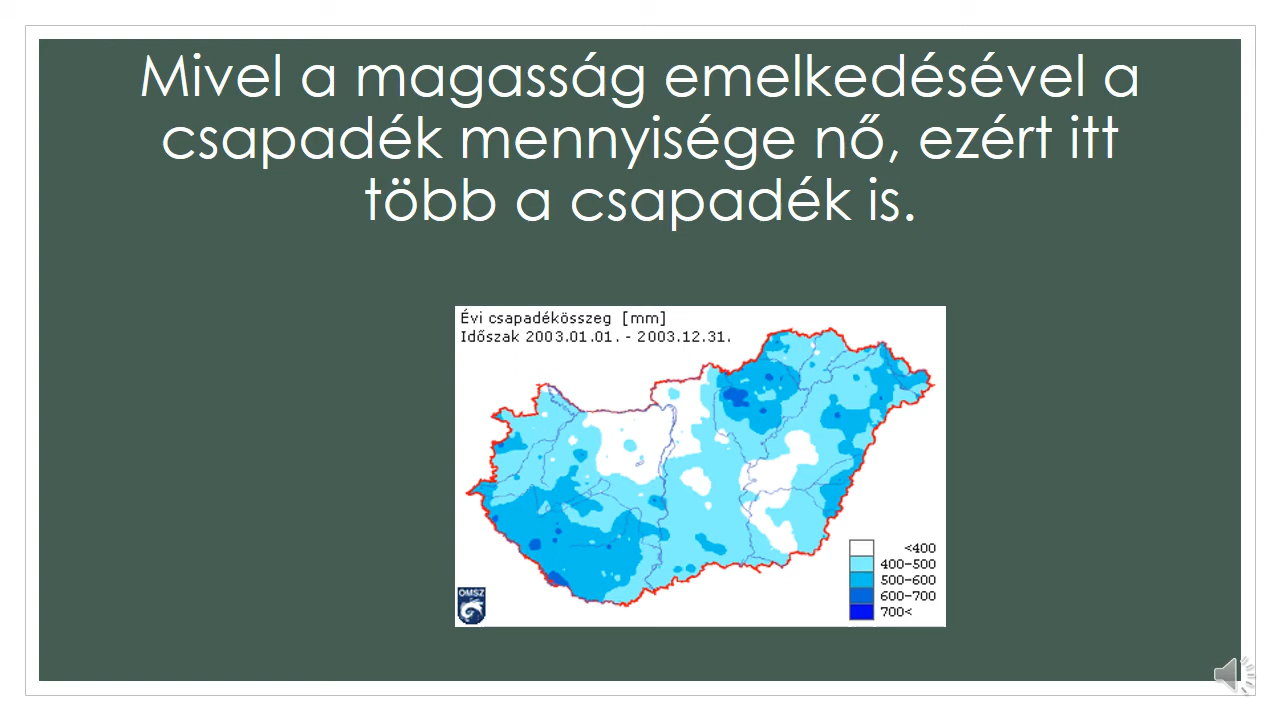 Mivel a magasság emelkedésével a
csapadék mennyisége nő, ezért itt
több a csapadék is.
Évi csapadékösszeg [mm]
Időszak 2003.01.01. - 2003.12.31.
<400
400-500
500-600
600-700
700<
OMSZ